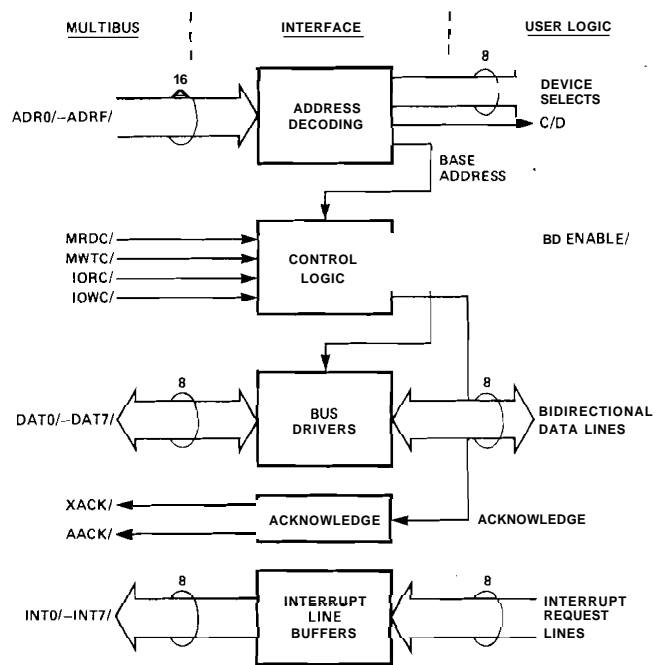 MULTIBUS
INTERFACE
USER LOGIC
16
8
ADR0/–ADRF/
ADDRESS
DECODING
DEVICE
SELECTS
C/D
BASE
ADDRESS
MRDC/
MWTC/
IORC/
IOWC/
CONTROL
LOGIC
BD ENABLE/
8
8
DAT0/–DAT7/
BUS
DRIVERS
BIDIRECTIONAL
DATA LINES
XACK/
AACK/
ACKNOWLEDGE
ACKNOWLEDGE
8
8
INT0/–INT7/
INTERRUPT
LINE
BUFFERS
INTERRUPT
REQUEST
LINES